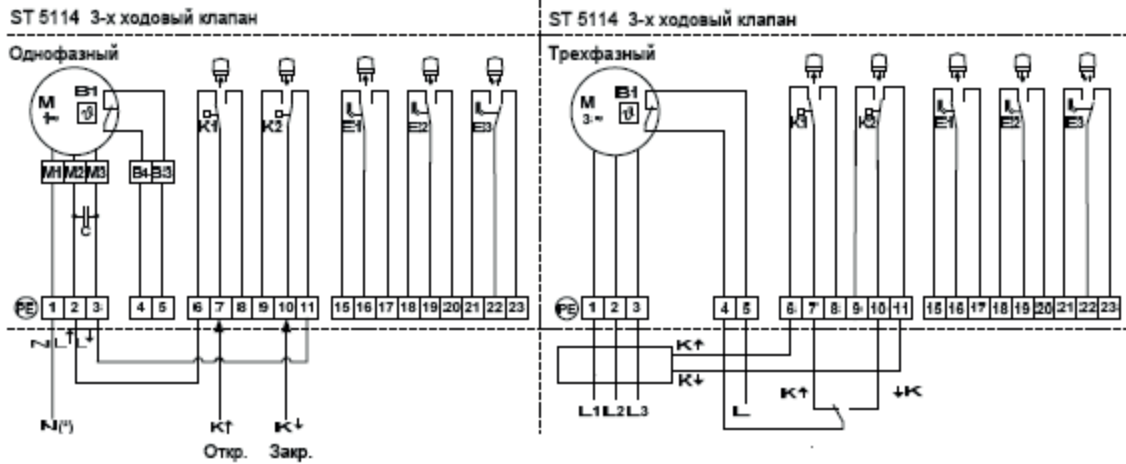 ST 5114 3-х ходовый клапан
Однофазный
M
1~
B1
ϑ
K1
K2
E1
E2
E3
M1 M2 M3
B4 B3
C
PE 1 2 3 4 5 6 7 8 9 10 11 15 16 17 18 19 20 21 22 23
N L↑ L↓
N(*)
K↑
K↓
Откр.
Закр.
ST 5114 3-х ходовый клапан
Трехфазный
M
3~
B1
ϑ
K1
K2
E1
E2
E3
PE 1 2 3 4 5 6 7 8 9 10 11 15 16 17 18 19 20 21 22 23
K↑
K↓
K↑
↓K
L1 L2 L3
L